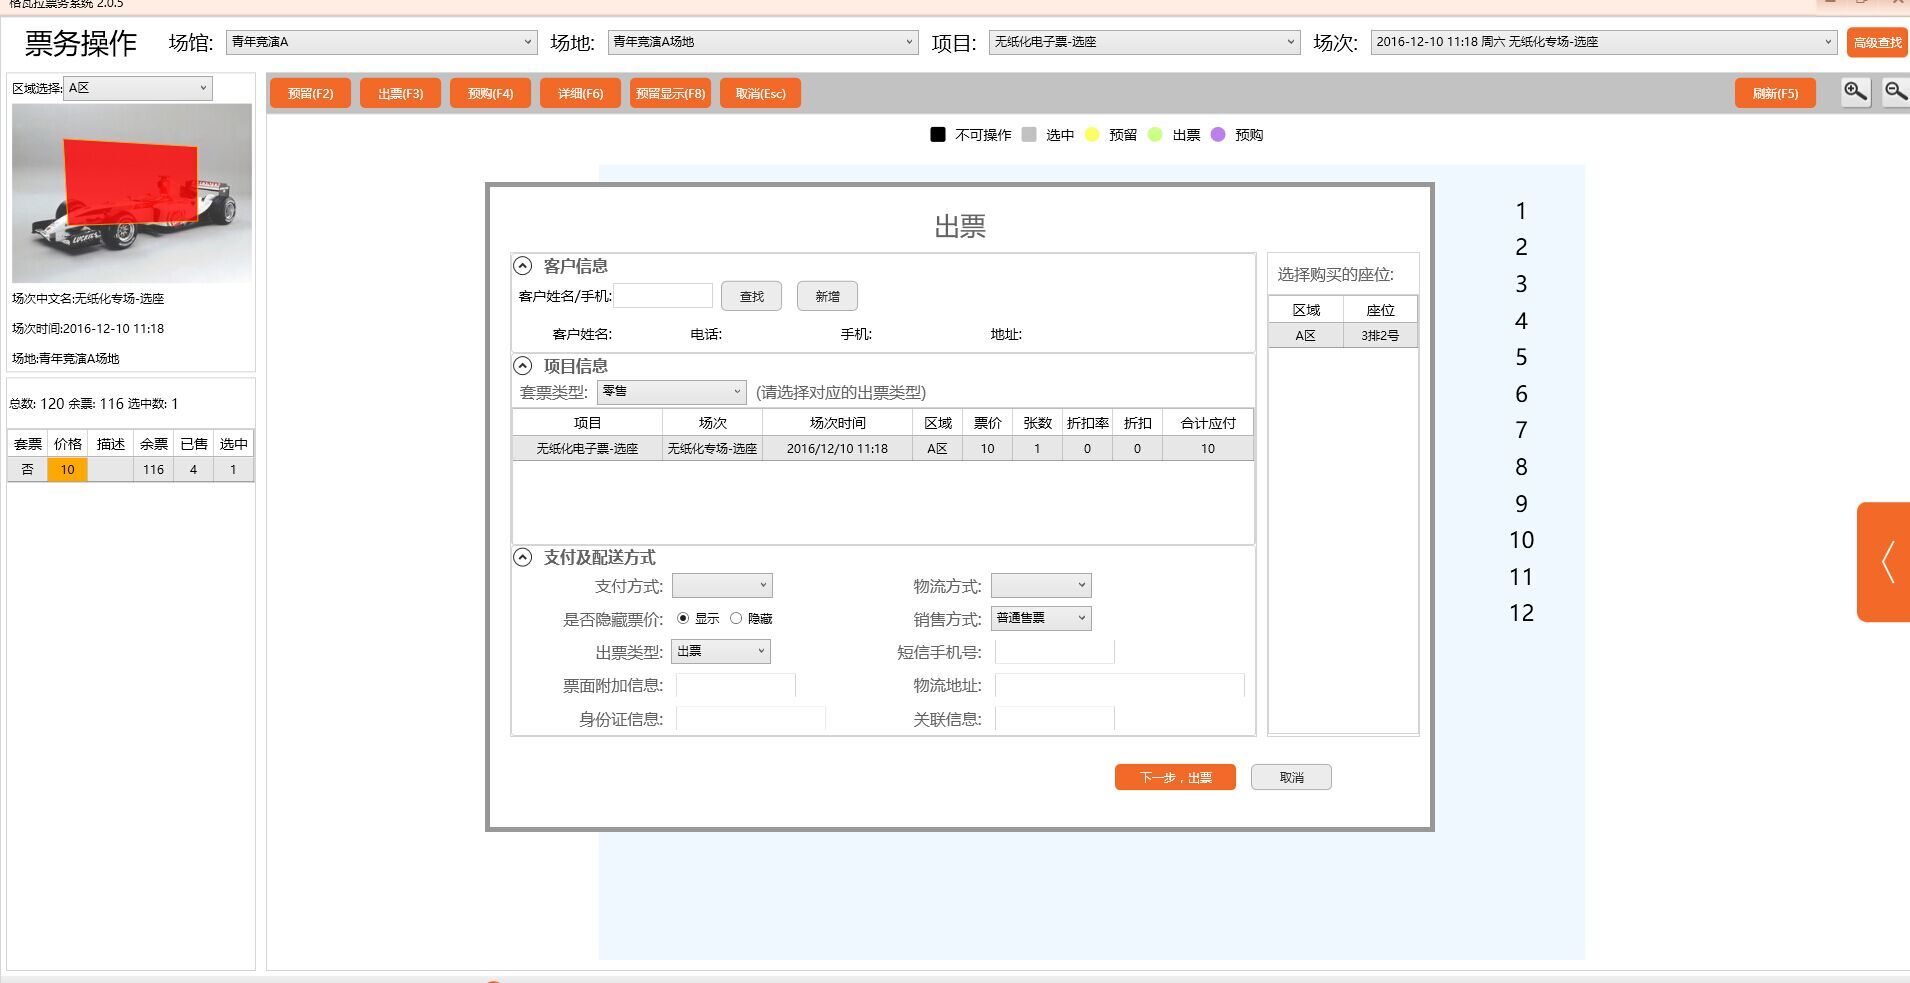 格瓦拉票务系统 2.0.5
票务操作 场馆: 青年竞演A 场地: 青年竞演A场地 项目: 无纸化电子票-选座 场次: 2016-12-10 11:18 周六 无纸化专场-选座 高级查找
区域选择: A区
预留(F2) 出票(F3) 预购(F4) 详细(F6) 预留显示(F8) 取消(Esc) 刷新(F5)
不可操作 选中 预留 出票 预购
场次中文名:无纸化专场-选座
场次时间:2016-12-10 11:18
场地:青年竞演A场地
总数: 120 余票: 116 选中数: 1
套票 价格 描述 余票 已售 选中
否 10 116 4 1
出票
客户信息
客户姓名/手机: 查找 新增
客户姓名: 电话: 手机: 地址:
项目信息
套票类型: 零售 (请选择对应的出票类型)
项目 场次 场次时间 区域 票价 张数 折扣率 折扣 合计应付
无纸化电子票-选座 无纸化专场-选座 2016/12/10 11:18 A区 10 1 0 0 10
支付及配送方式
支付方式: 物流方式:
是否隐藏票价: 显示 隐藏 销售方式: 普通售票
出票类型: 出票 短信手机号:
票面附加信息: 物流地址:
身份证信息: 关联信息:
下一步，出票 取消
选择购买的座位:
区域 座位
A区 3排2号
1
2
3
4
5
6
7
8
9
10
11
12